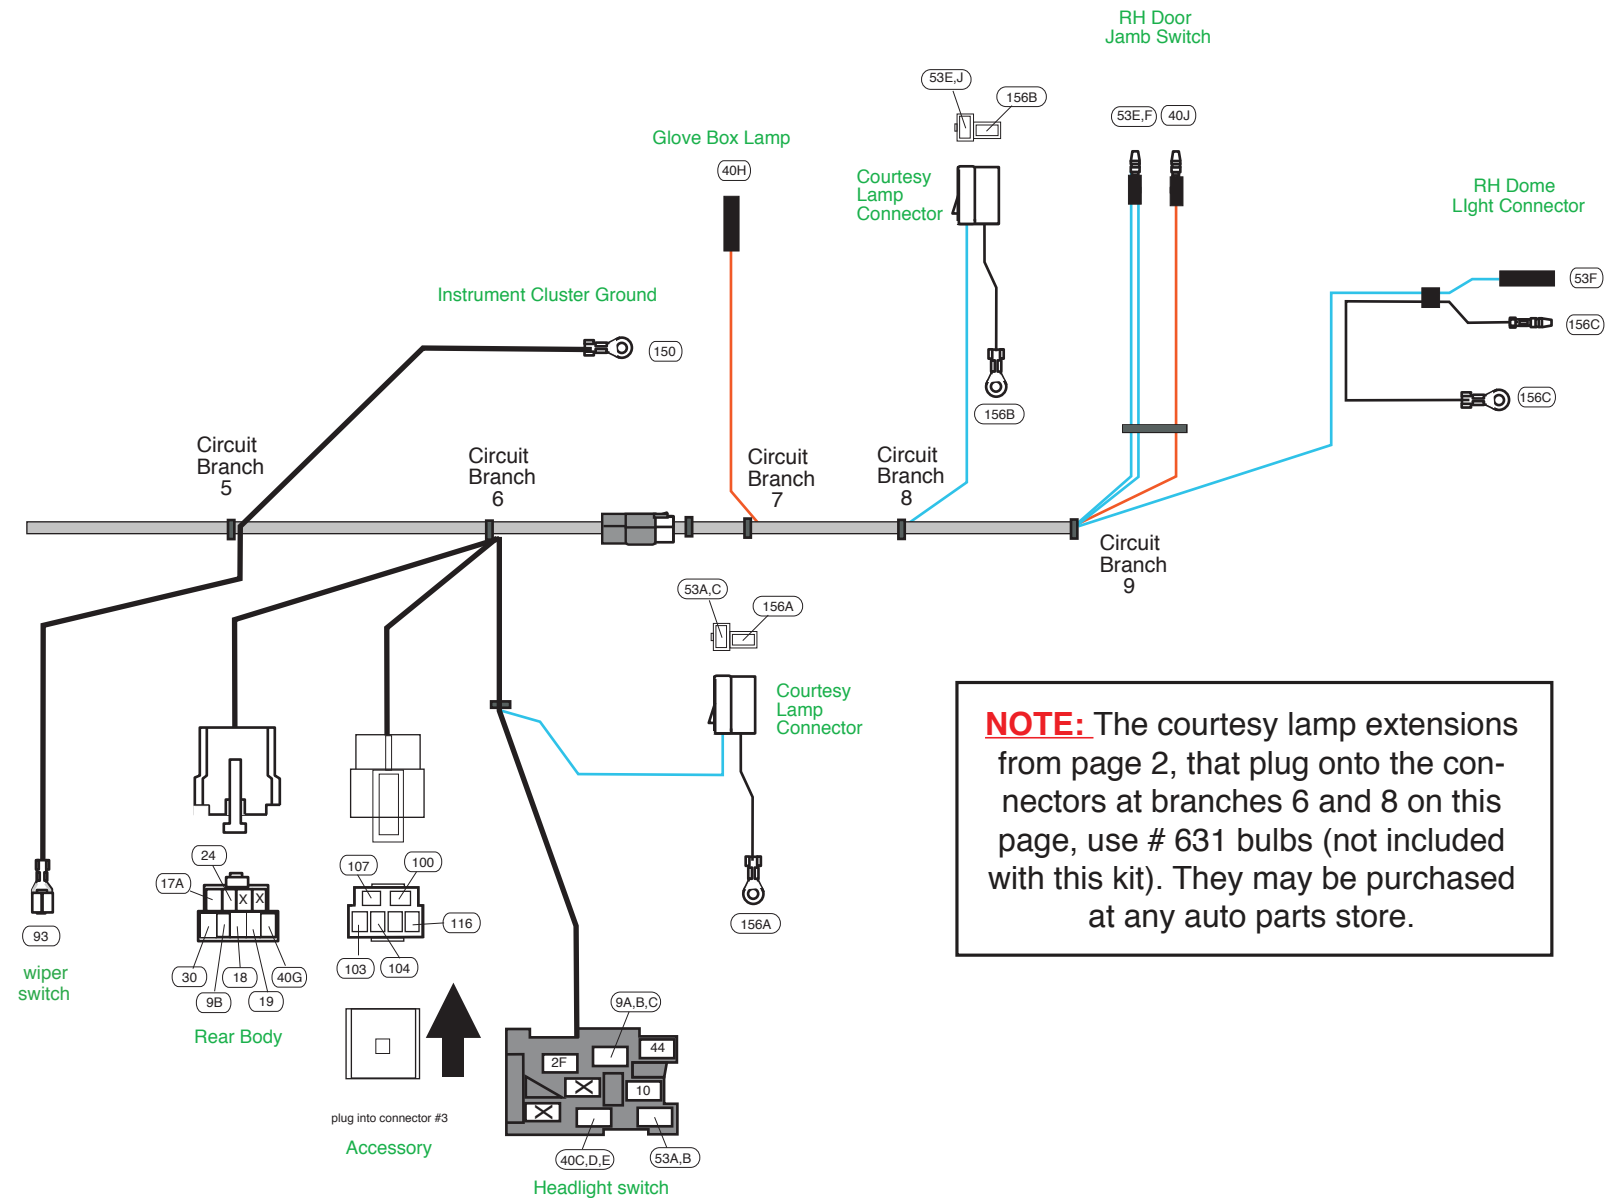 RH Door
Jamb Switch
53E,J
156B
53E,F
40J
Glove Box Lamp
40H
Courtesy
Lamp
Connector
RH Dome
LIght Connector
53F
156C
156C
156B
Instrument Cluster Ground
150
Circuit
Branch
5
Circuit
Branch
6
Circuit
Branch
7
Circuit
Branch
8
Circuit
Branch
9
53A,C
156A
Courtesy
Lamp
Connector
156A
NOTE: The courtesy lamp extensions
from page 2, that plug onto the con-
nectors at branches 6 and 8 on this
page, use # 631 bulbs (not included
with this kit). They may be purchased
at any auto parts store.
93
wiper
switch
24
17A
X
X
30
9B
18
19
40G
Rear Body
107
100
116
103
104
plug into connector #3
Accessory
9A,B,C
2F
44
10
40C,D,E
53A,B
Headlight switch